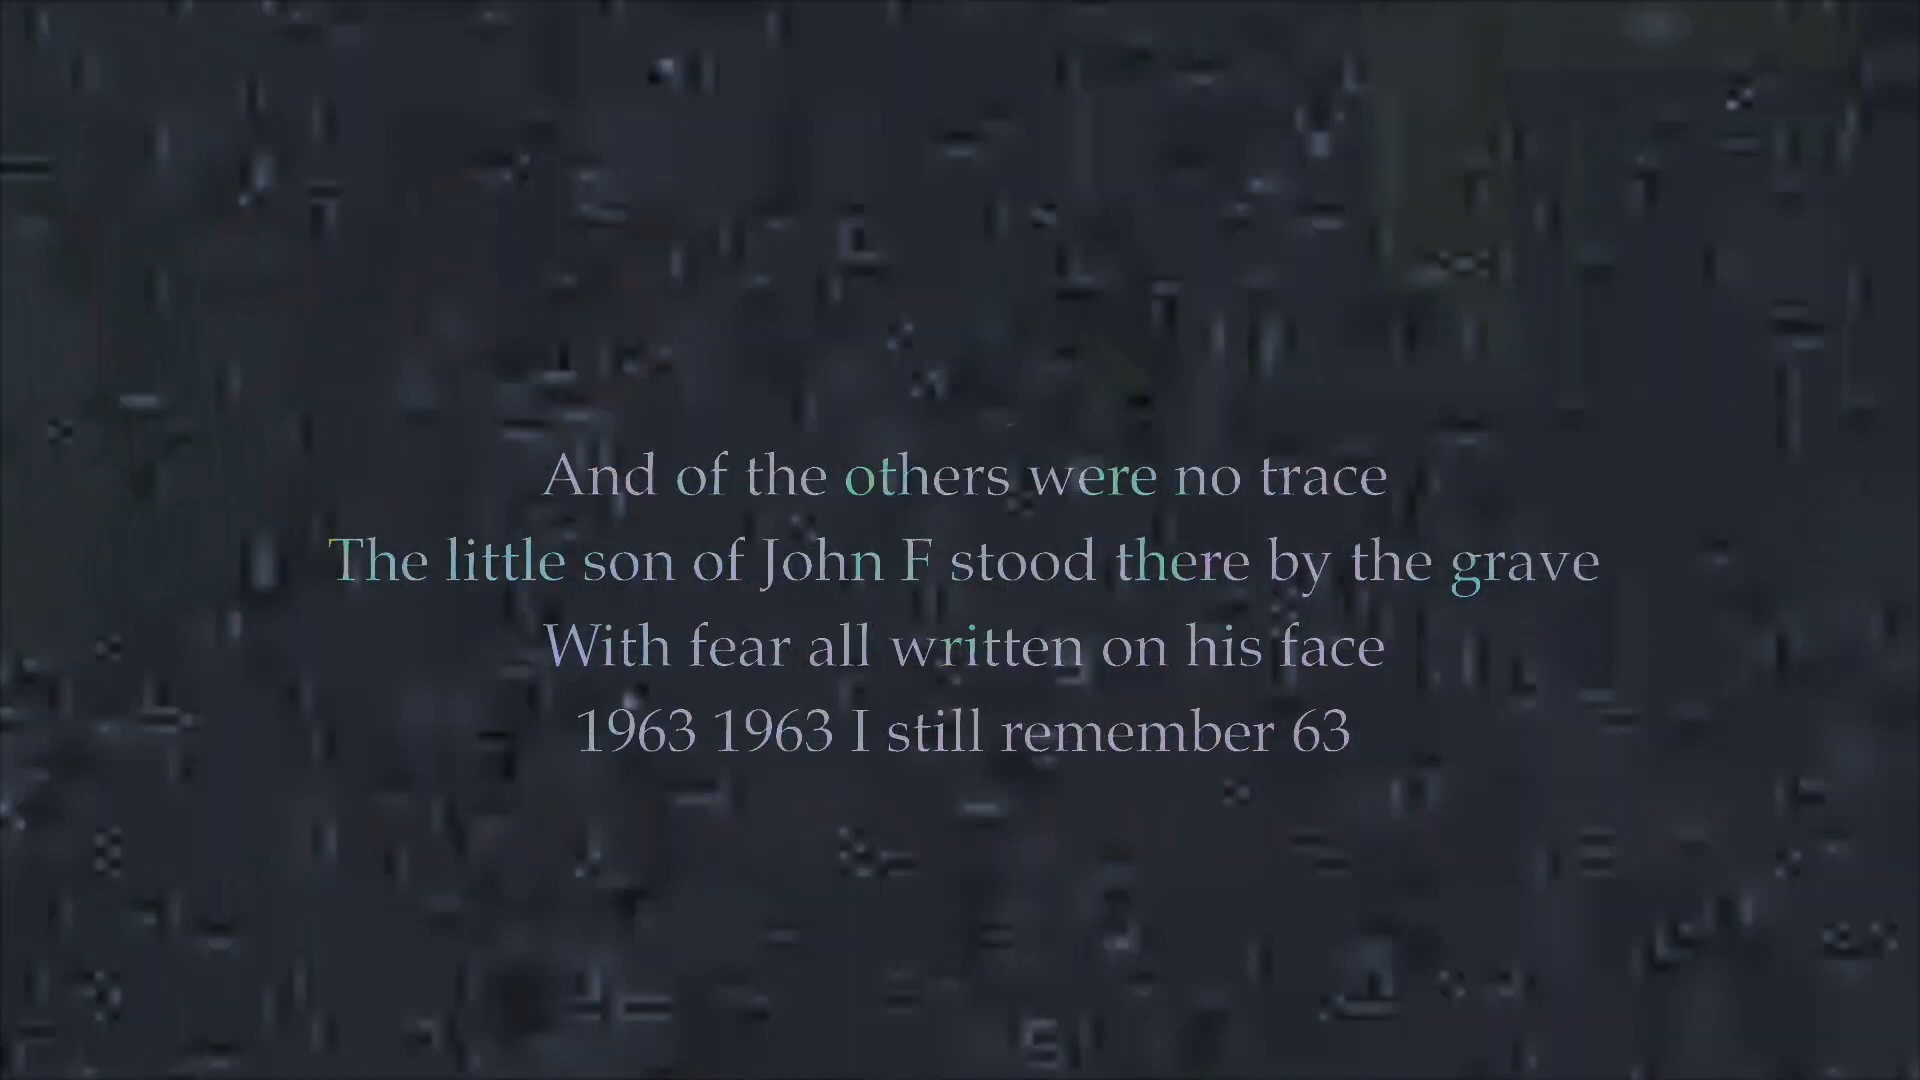 And of the others were no trace
The little son of John F stood there by the grave
With fear all written on his face
1963 1963 I still remember 63